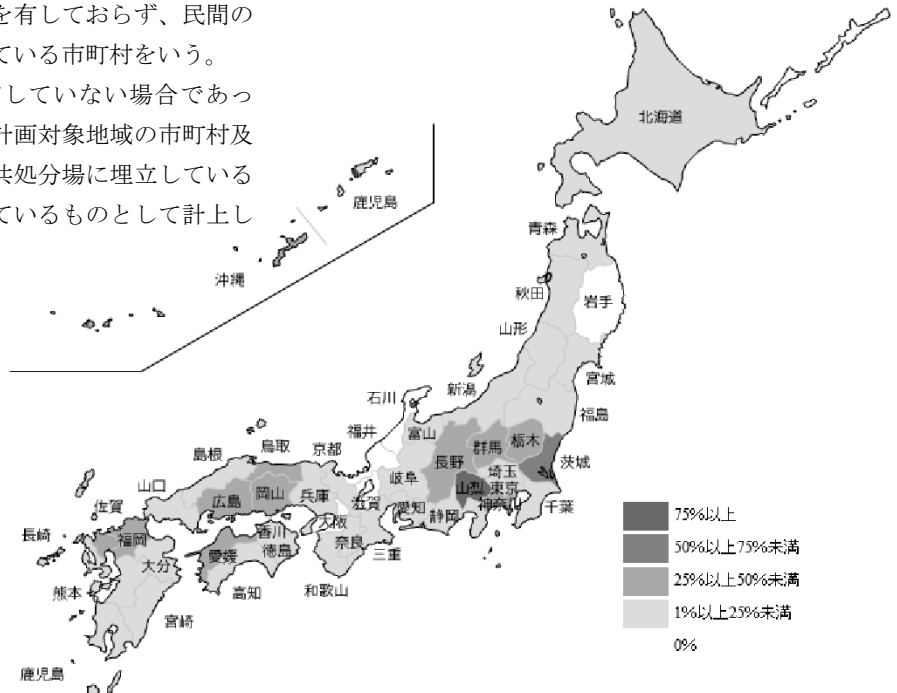 を有しておらず、民間の
ている市町村をいう。
有していない場合であっ
計画対象地域の市町村及
共処分場に埋立している
ているものとして計上し
北海道
鹿児島
沖縄
青森
秋田
岩手
山形
宮城
新潟
石川
福島
福井
富山
群馬
栃木
茨城
島根
鳥取
京都
長野
埼玉
岐阜
山梨
東京
山口
広島
岡山
兵庫
滋賀
愛知
静岡
神奈川
千葉
佐賀
大阪
奈良
三重
長崎
福岡
香川
徳島
愛媛
大分
熊本
高知
和歌山
宮崎
鹿児島
75%以上
50%以上75%未満
25%以上50%未満
1%以上25%未満
0%